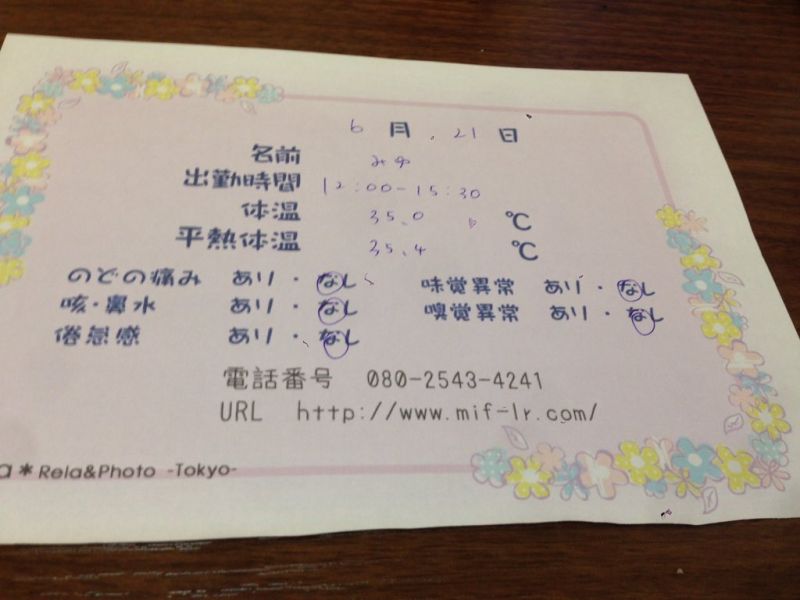 6月.21日
名前 みゆ
出勤時間 12:00-15:30
体温 35.0 ℃
平熱体温 35.4 ℃
のどの痛み あり・なし 味覚異常 あり・なし
咳・鼻水 あり・なし 嗅覚異常 あり・なし
倦怠感 あり・なし
電話番号 080-2543-4241
URL http://www.mif-lr.com/
a*Rela&Photo -Tokyo-